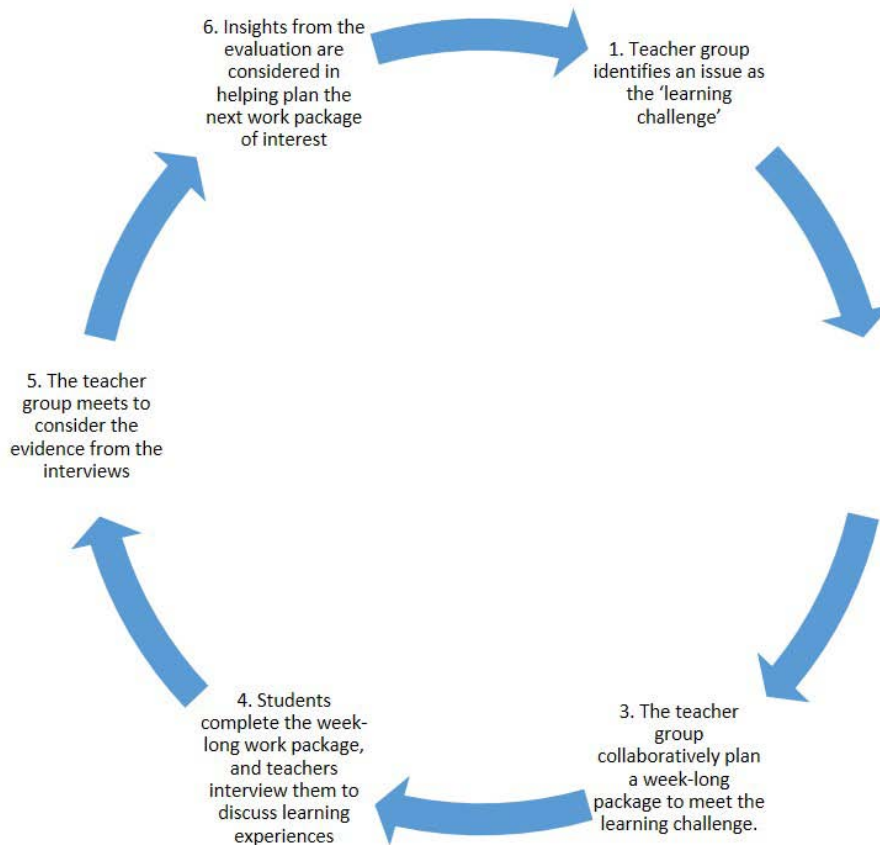 6. Insights from the
evaluation are
considered in
helping plan the
next work package
of interest
1. Teacher group
identifies an issue as
the ‘learning
challenge’
3. The teacher
group
collaboratively plan
a week-long
package to meet the
learning challenge.
4. Students
complete the week-
long work package,
and teachers
interview them to
discuss learning
experiences
5. The teacher
group meets to
consider the
evidence from the
interviews